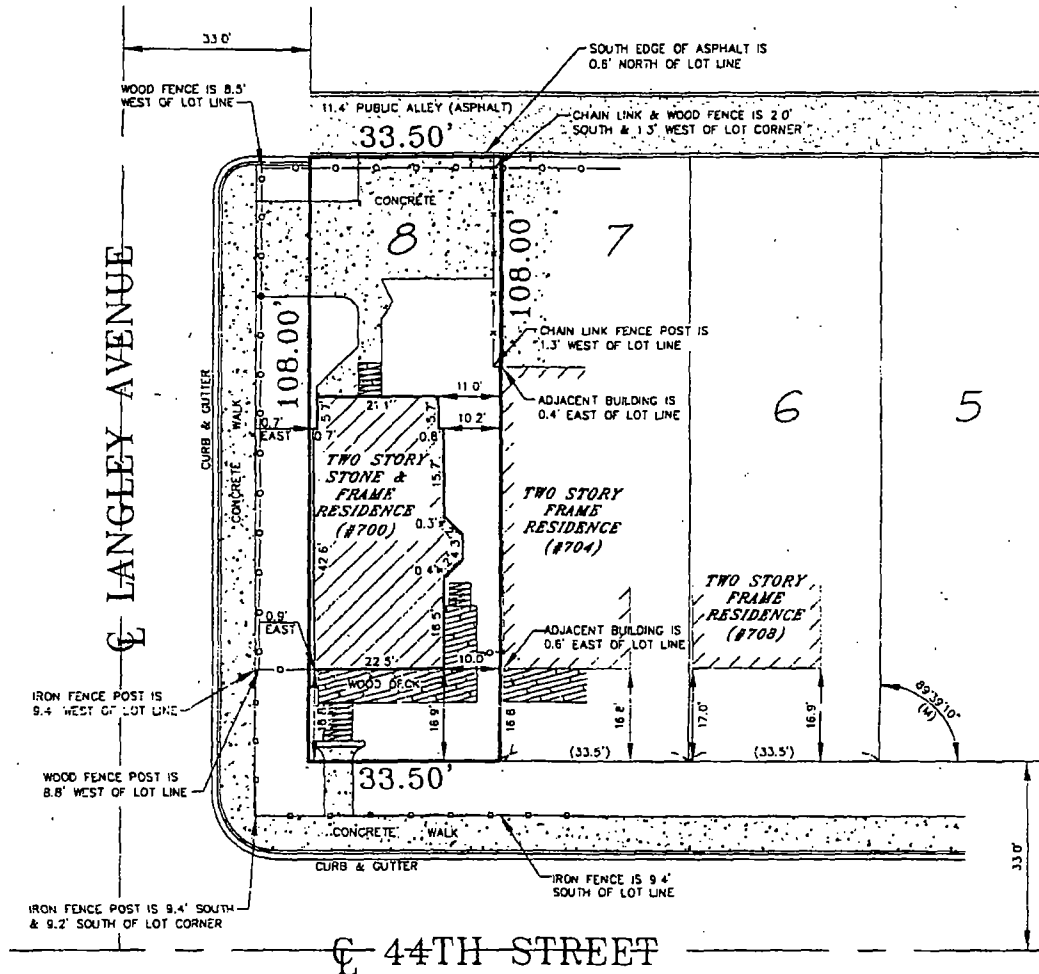 33.0'
SOUTH EDGE OF ASPHALT IS
0.6' NORTH OF LOT LINE
WOOD FENCE IS 8.5'
WEST OF LOT LINE
11.4' PUBLIC ALLEY (ASPHALT)
33.50'
CHAIN LINK & WOOD FENCE IS 2.0'
SOUTH & 1.3' WEST OF LOT CORNER
CONCRETE
8
7
6
5
108.00'
108.00'
CHAIN LINK FENCE POST IS
1.3' WEST OF LOT LINE
ADJACENT BUILDING IS
0.4' EAST OF LOT LINE
LANGLEY AVENUE
CURB & GUTTER
CONCRETE WALK
21.1'
11.0'
5.7'
5.7'
10.2'
0.7'
EAST
0.7'
0.8'
TWO STORY
STONE &
FRAME
RESIDENCE
(#700)
15.7'
0.3'
4.3'
0.4'
42.6'
TWO STORY
FRAME
RESIDENCE
(#704)
TWO STORY
FRAME
RESIDENCE
(#708)
0.9'
EAST
22.5'
10.0'
ADJACENT BUILDING IS
0.6' EAST OF LOT LINE
WOOD DECK
IRON FENCE POST IS
9.4' WEST OF LOT LINE
16.9'
16.8'
17.0'
16.9'
89°39'10"
(M)
WOOD FENCE POST IS
8.8' WEST OF LOT LINE
33.50'
(33.5')
(33.5')
CONCRETE WALK
CURB & GUTTER
33.0'
IRON FENCE IS 9.4'
SOUTH OF LOT LINE
IRON FENCE POST IS 9.4' SOUTH
& 9.2' SOUTH OF LOT CORNER
℄ 44TH STREET